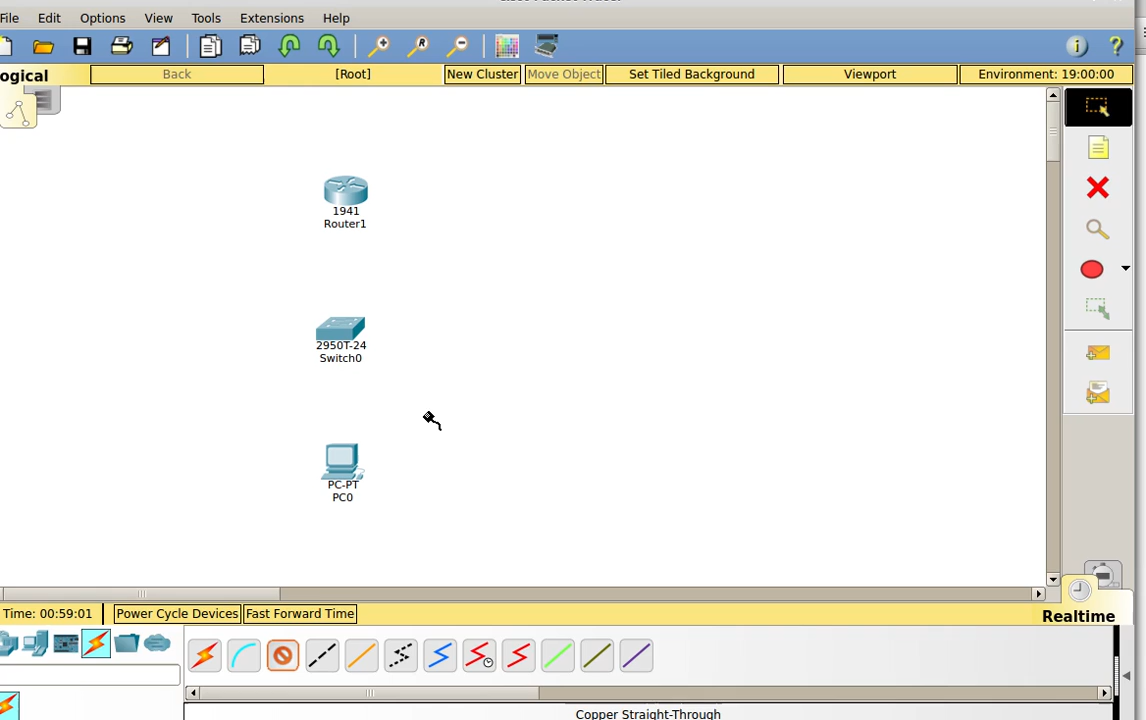 File Edit Options View Tools Extensions Help
ogical Back [Root] New Cluster Move Object Set Tiled Background Viewport Environment: 19:00:00
1941
Router1
2950T-24
Switch0
PC-PT
PC0
Time: 00:59:01 Power Cycle Devices Fast Forward Time
Realtime
Copper Straight-Through